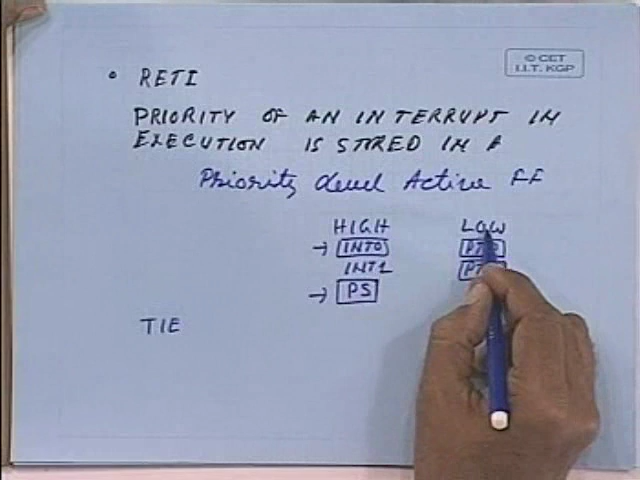 © CET
I.I.T. KGP
• RETI
PRIORITY OF AN INTERRUPT IN
EXECUTION IS STORED IN A
Priority Level Active FF
HIGH LOW
→ INT0
INT1
→ PS
TIE